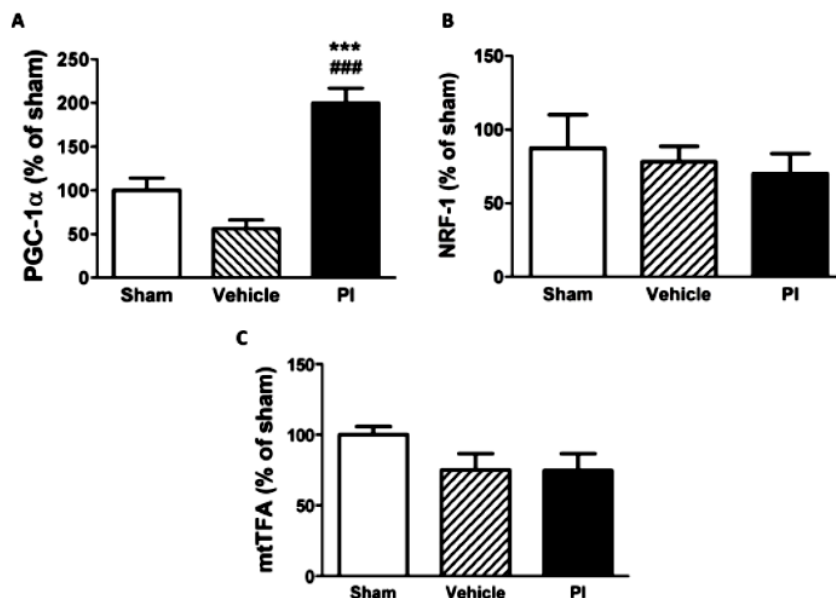 A
PGC-1α (% of sham)
250
200
150
100
50
0
***
###
Sham Vehicle PI
B
NRF-1 (% of sham)
150
100
50
0
Sham Vehicle PI
C
mtTFA (% of sham)
150
100
50
0
Sham Vehicle PI